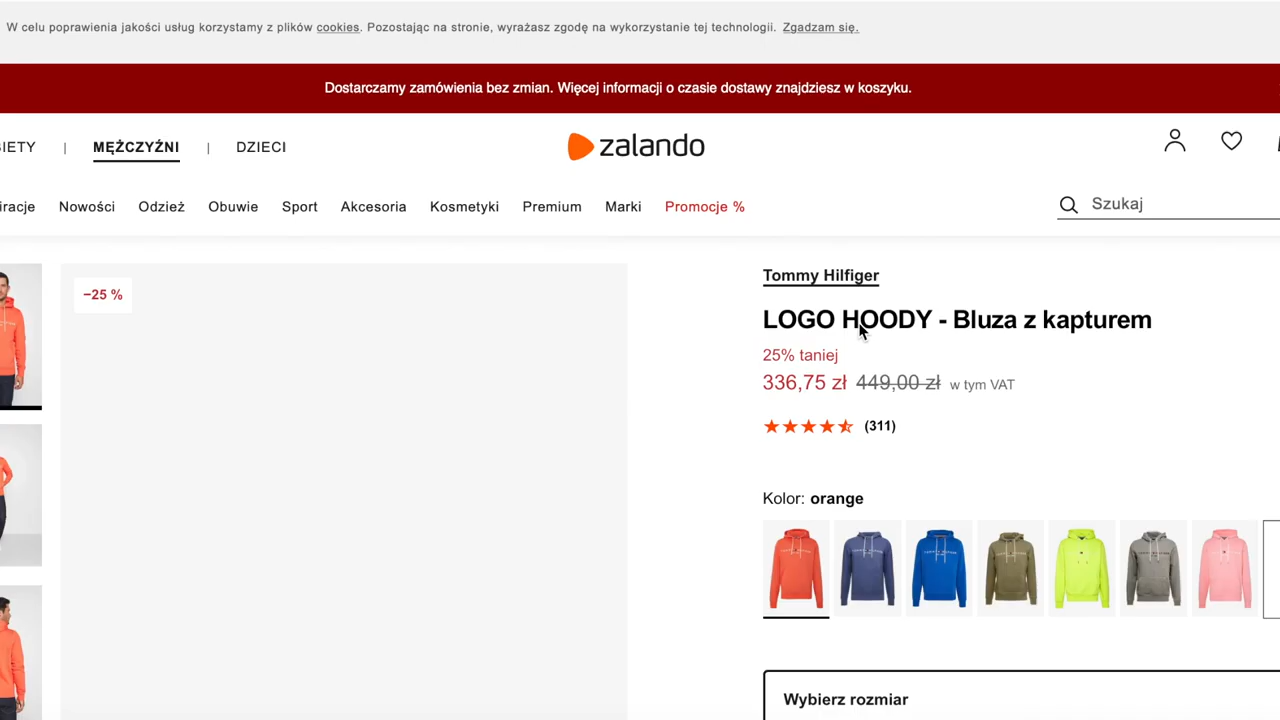 W celu poprawienia jakości usług korzystamy z plików cookies. Pozostając na stronie, wyrażasz zgodę na wykorzystanie tej technologii. Zgadzam się.
Dostarczamy zamówienia bez zmian. Więcej informacji o czasie dostawy znajdziesz w koszyku.
IETY | MĘŻCZYŹNI | DZIECI
zalando
iracje Nowości Odzież Obuwie Sport Akcesoria Kosmetyki Premium Marki Promocje %
Szukaj
−25 %
Tommy Hilfiger
LOGO HOODY - Bluza z kapturem
25% taniej
336,75 zł 449,00 zł w tym VAT
(311)
Kolor: orange
Wybierz rozmiar